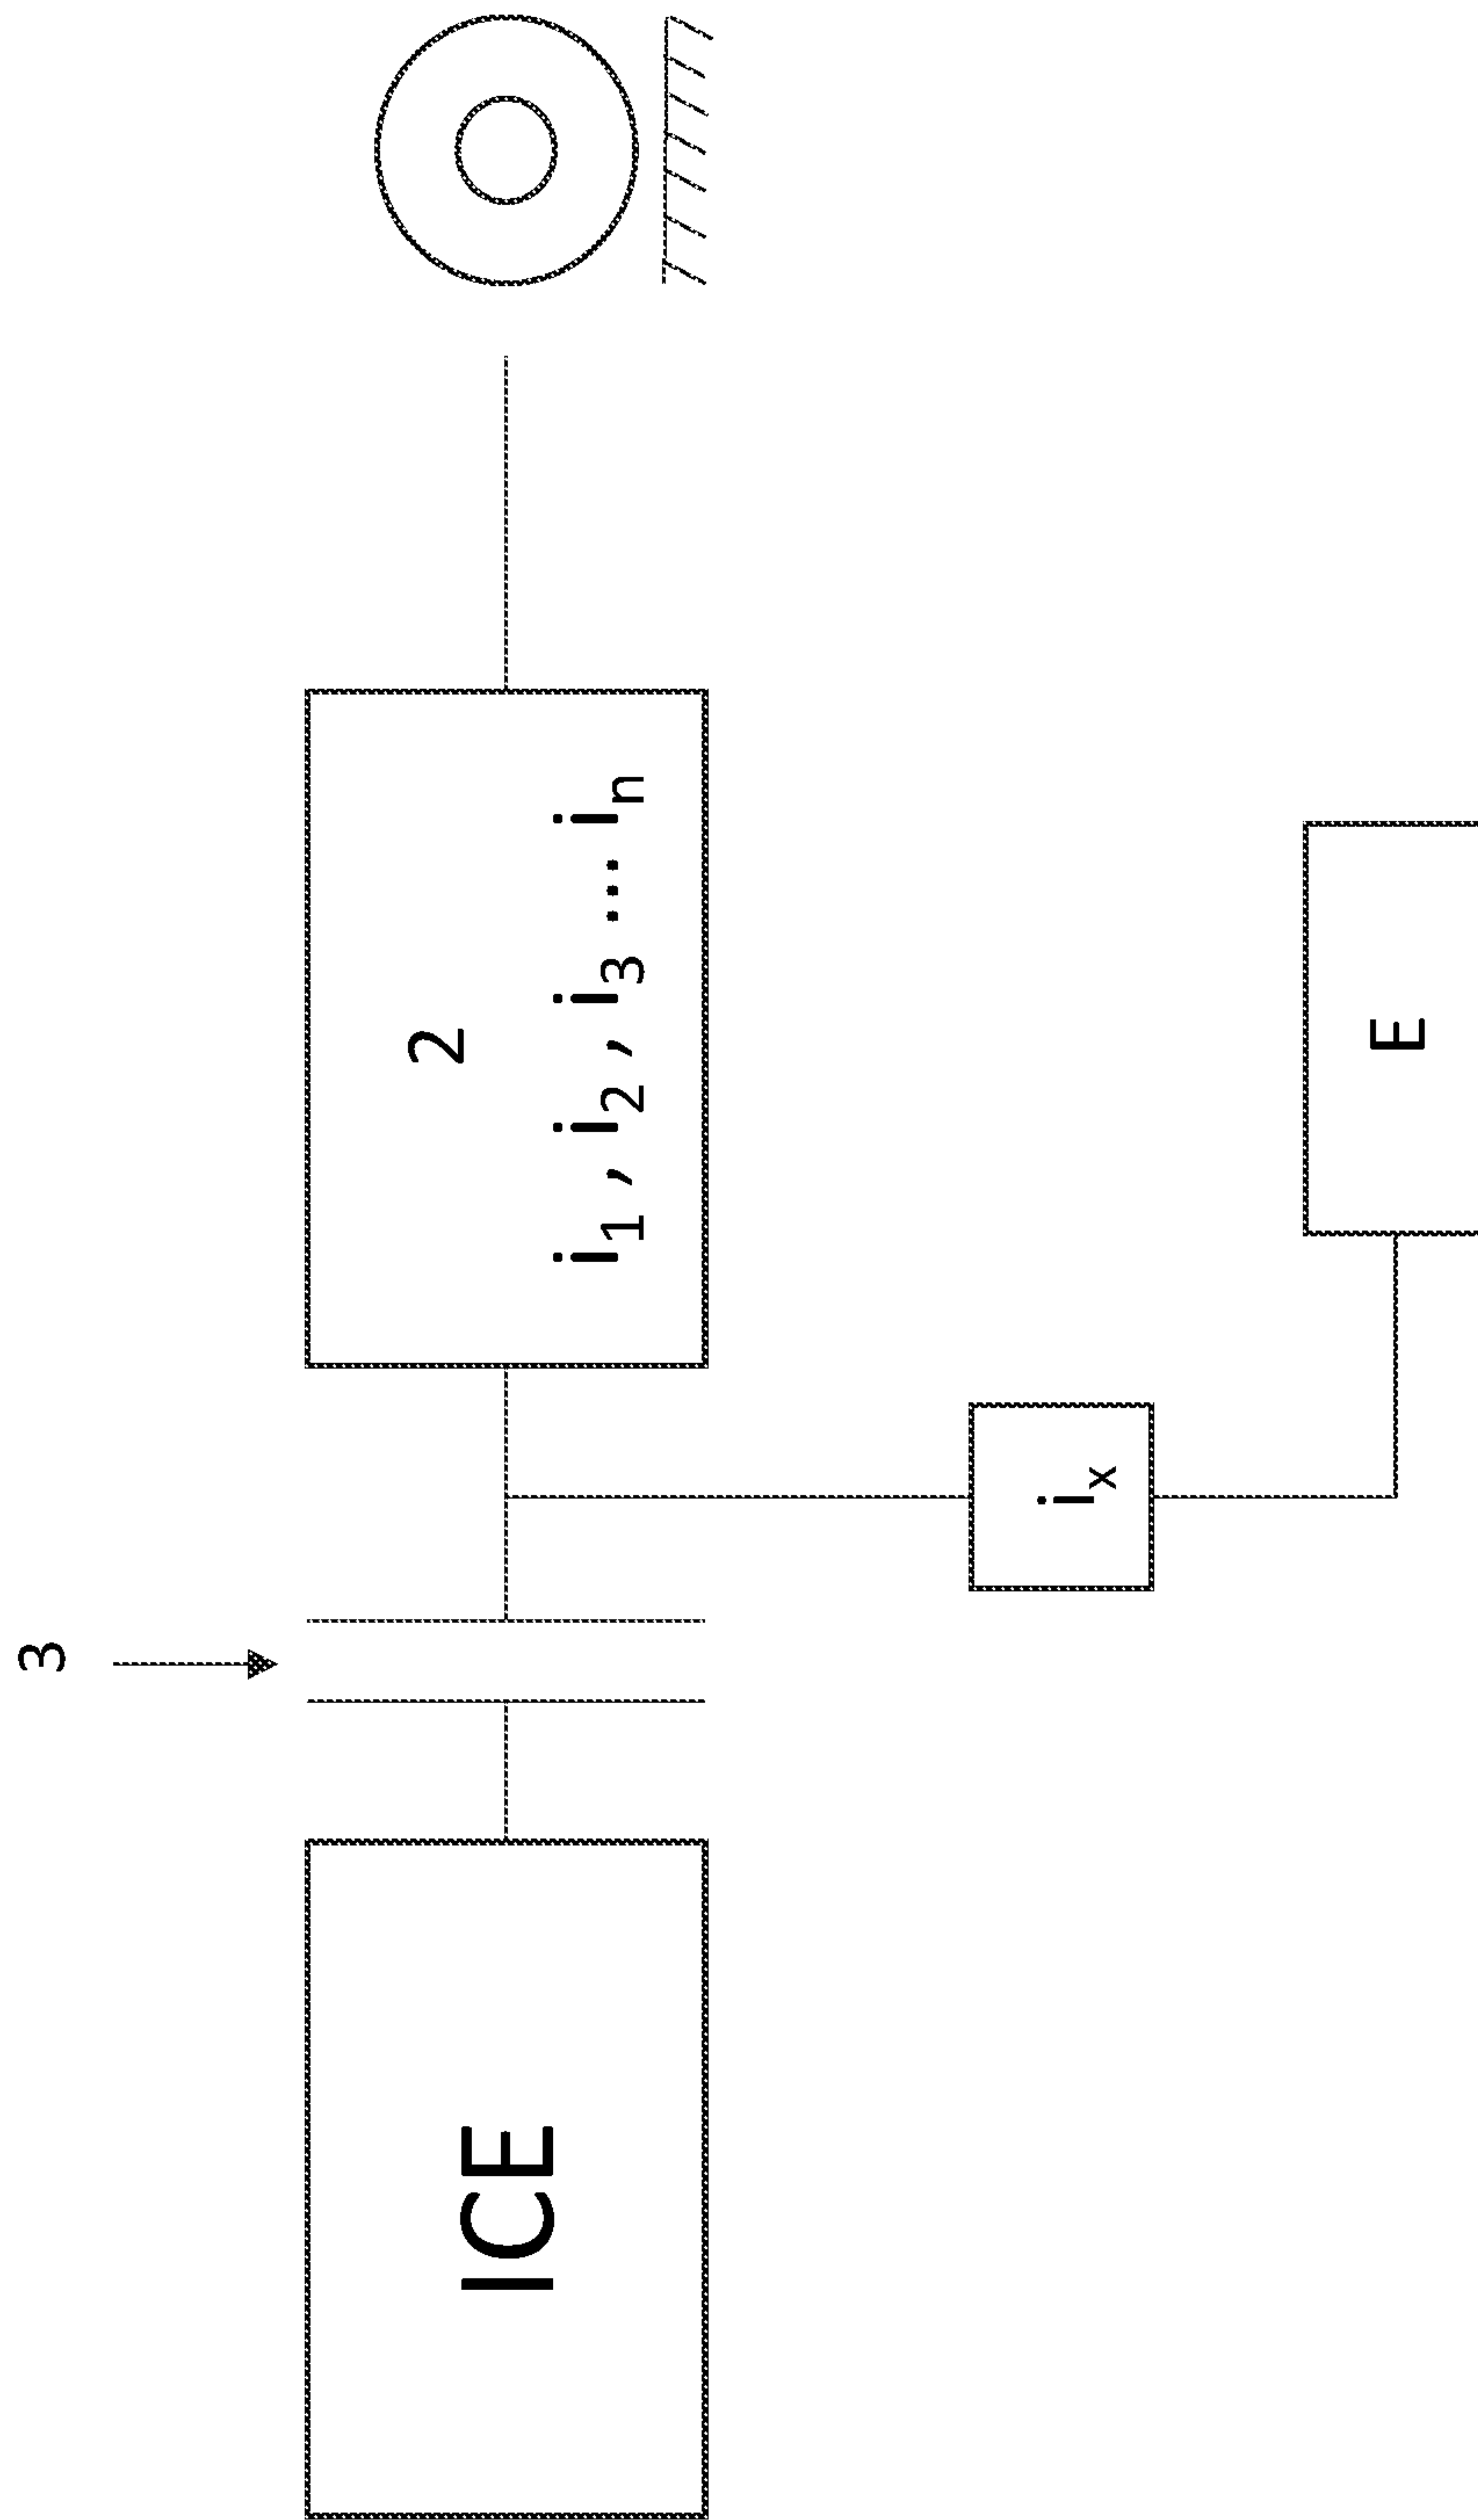 3
ICE
2
i₁ , i₂ , i₃ ... iₙ
iₓ
E